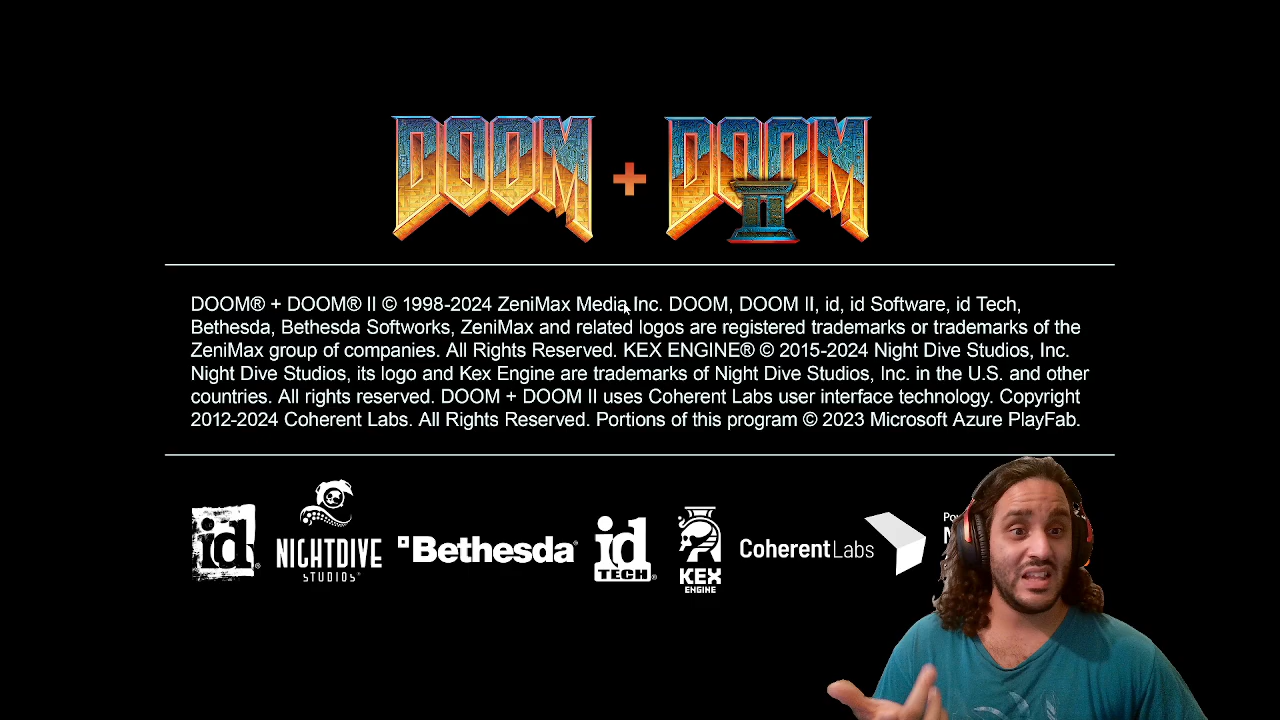 DOOM + DOOM II
DOOM® + DOOM® II © 1998-2024 ZeniMax Media Inc. DOOM, DOOM II, id, id Software, id Tech,
Bethesda, Bethesda Softworks, ZeniMax and related logos are registered trademarks or trademarks of the
ZeniMax group of companies. All Rights Reserved. KEX ENGINE® © 2015-2024 Night Dive Studios, Inc.
Night Dive Studios, its logo and Kex Engine are trademarks of Night Dive Studios, Inc. in the U.S. and other
countries. All rights reserved. DOOM + DOOM II uses Coherent Labs user interface technology. Copyright
2012-2024 Coherent Labs. All Rights Reserved. Portions of this program © 2023 Microsoft Azure PlayFab.
id®
NIGHTDIVE
STUDIOS®
Bethesda®
id
TECH®
KEX
ENGINE
CoherentLabs